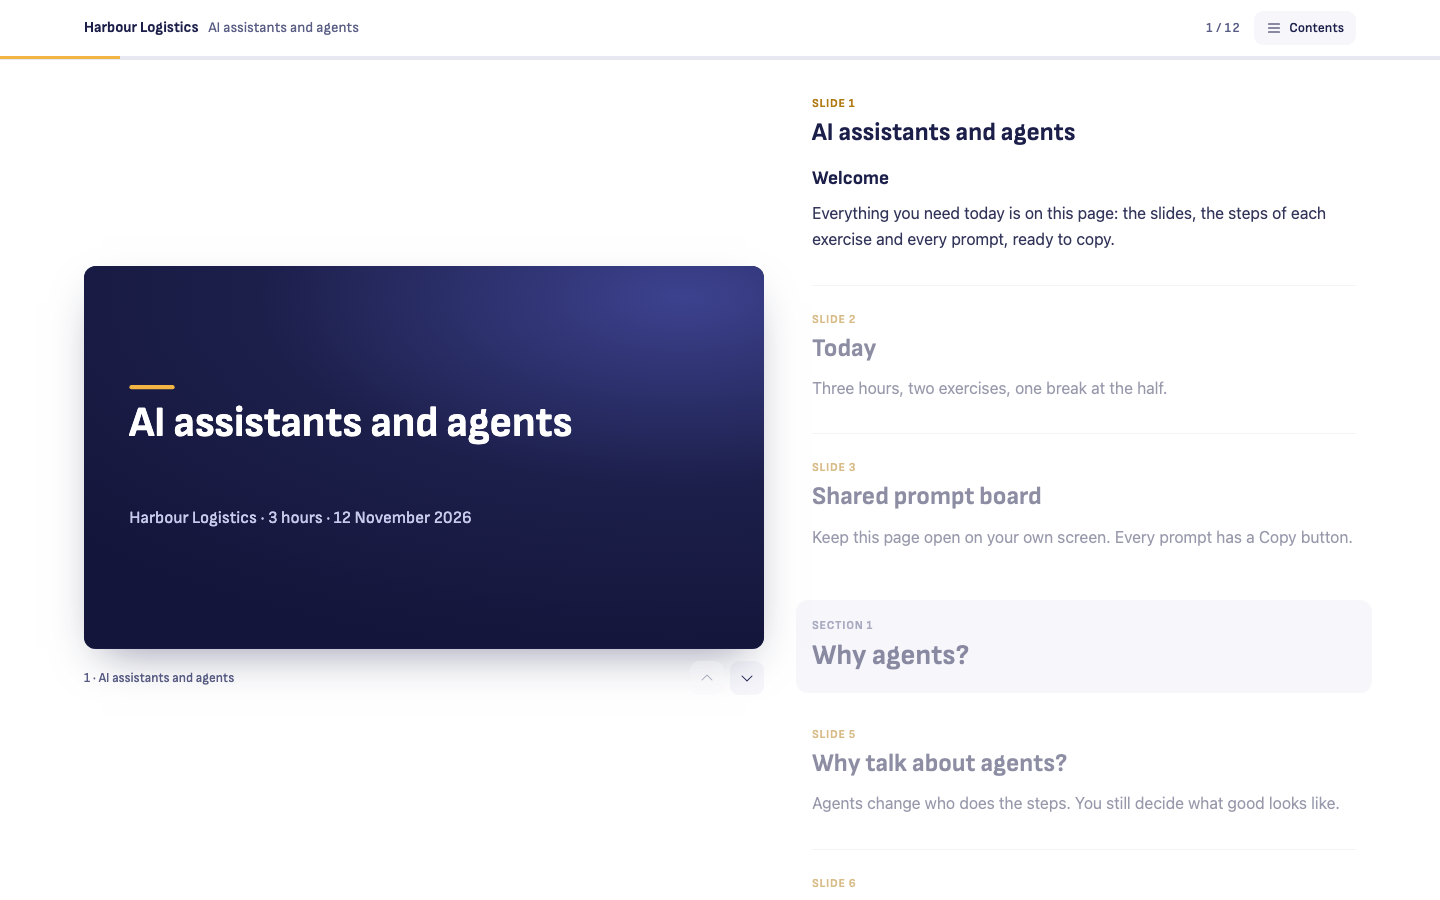 Harbour Logistics AI assistants and agents
1 / 12 Contents
AI assistants and agents
Harbour Logistics · 3 hours · 12 November 2026
1 · AI assistants and agents
SLIDE 1
AI assistants and agents
Welcome
Everything you need today is on this page: the slides, the steps of each
exercise and every prompt, ready to copy.
SLIDE 2
Today
Three hours, two exercises, one break at the half.
SLIDE 3
Shared prompt board
Keep this page open on your own screen. Every prompt has a Copy button.
SECTION 1
Why agents?
SLIDE 5
Why talk about agents?
Agents change who does the steps. You still decide what good looks like.
SLIDE 6